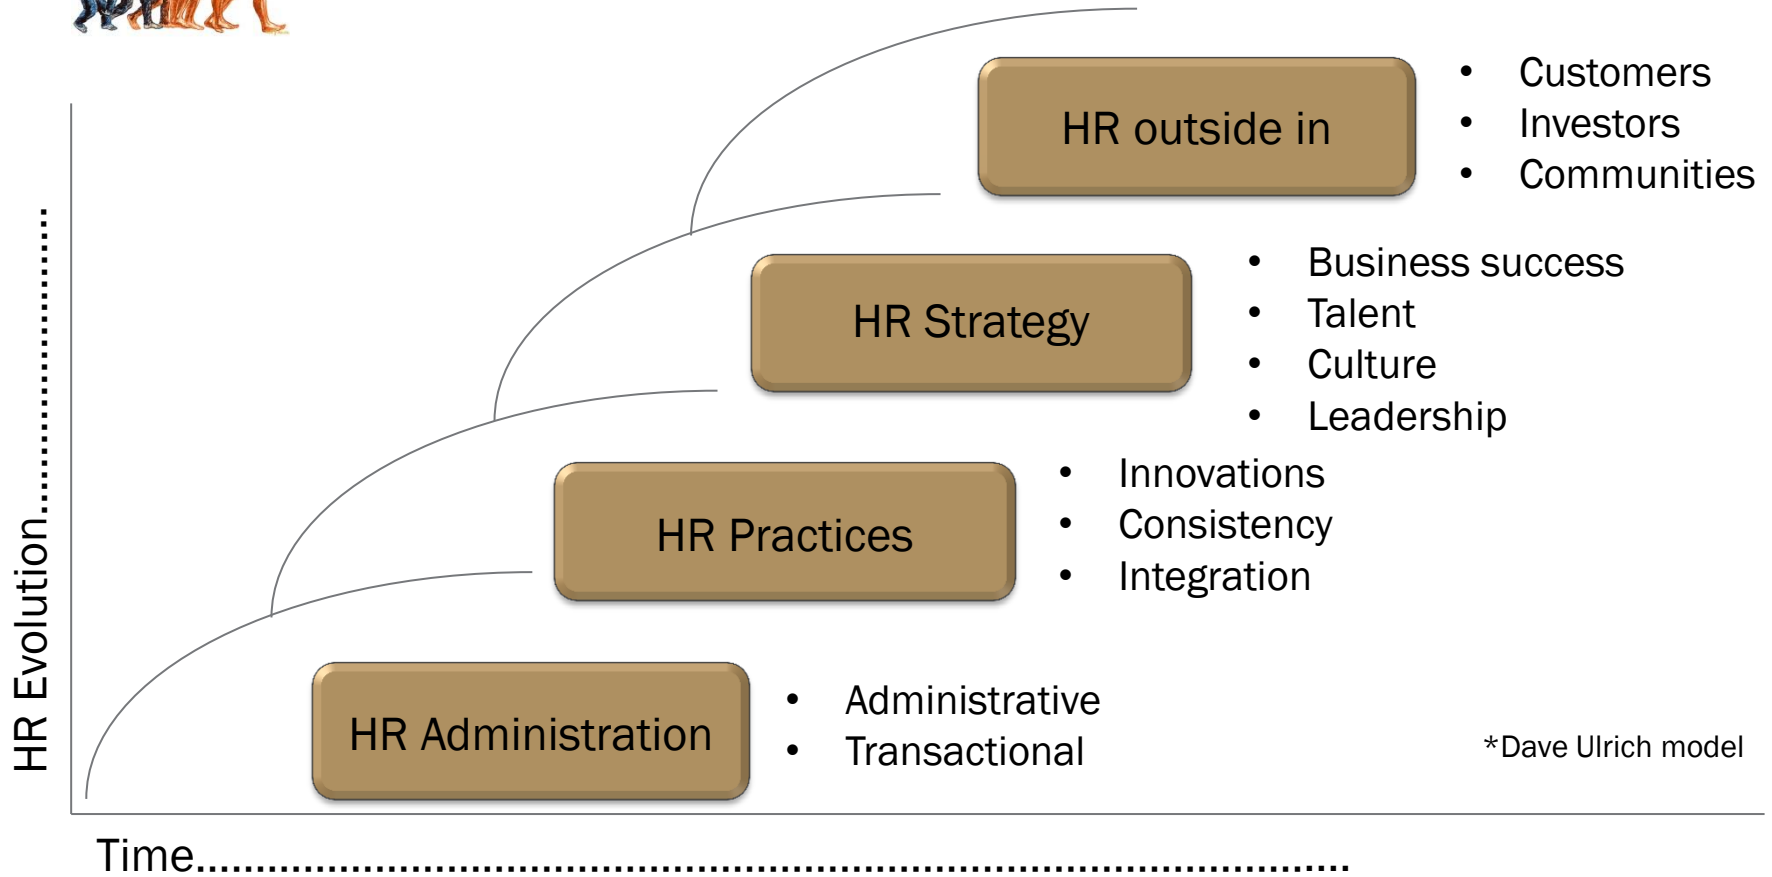 HR outside in
• Customers
• Investors
• Communities
HR Strategy
• Business success
• Talent
• Culture
• Leadership
HR Practices
• Innovations
• Consistency
• Integration
HR Administration
• Administrative
• Transactional
*Dave Ulrich model
HR Evolution................................
Time..........................................................................................